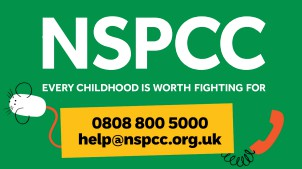 NSPCC
EVERY CHILDHOOD IS WORTH FIGHTING FOR
0808 800 5000
help@nspcc.org.uk